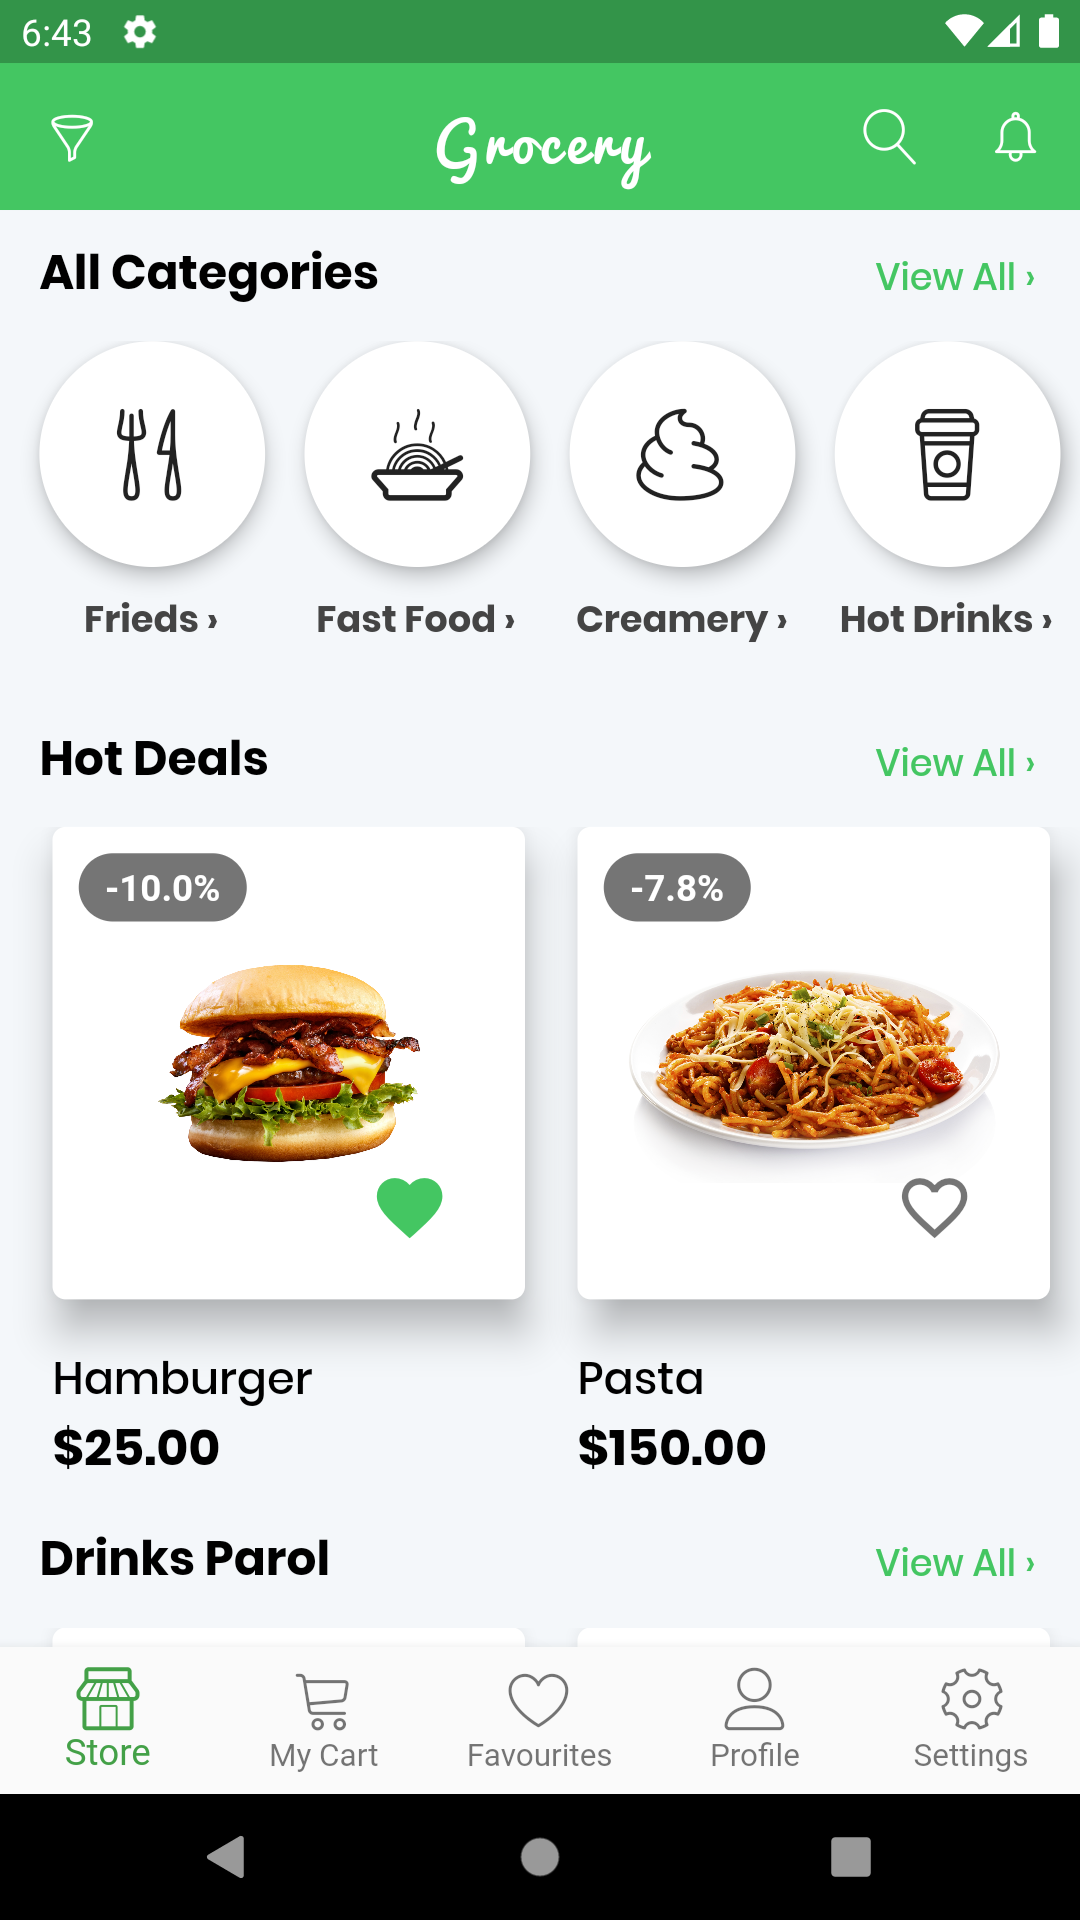 6:43
Grocery
All Categories
View All ›
Frieds ›
Fast Food ›
Creamery ›
Hot Drinks ›
Hot Deals
View All ›
-10.0%
-7.8%
Hamburger
$25.00
Pasta
$150.00
Drinks Parol
View All ›
Store
My Cart
Favourites
Profile
Settings